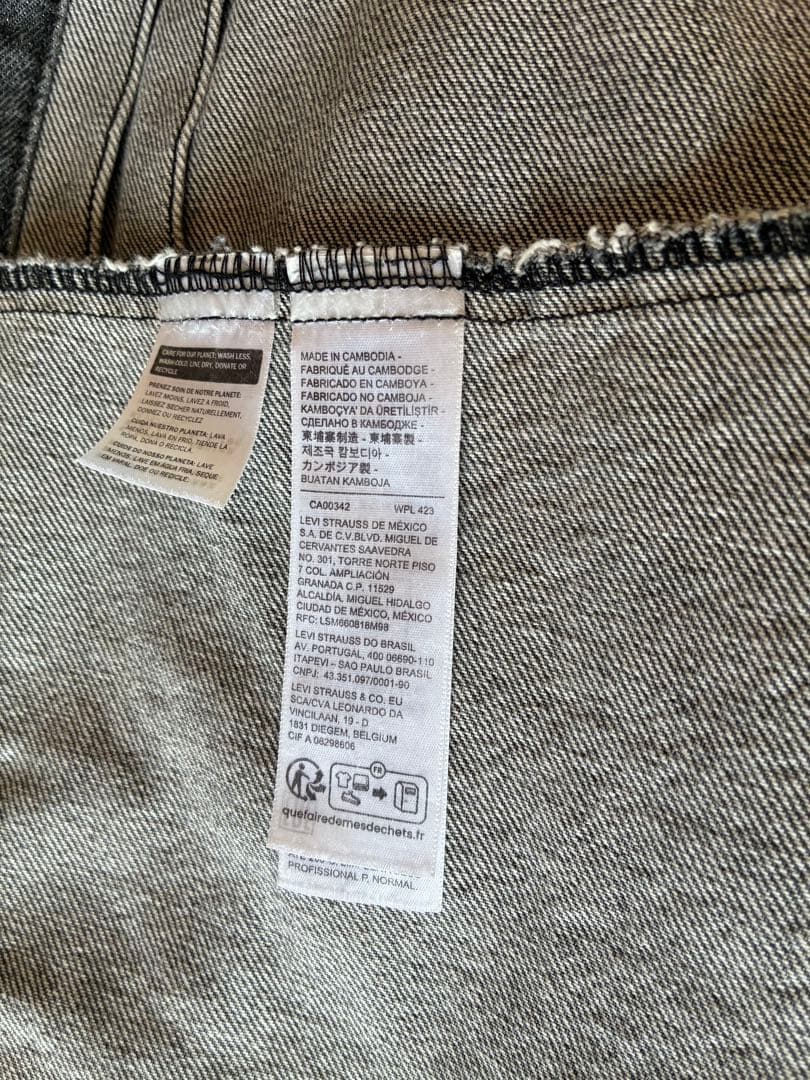 CARE FOR OUR PLANET: WASH LESS,
WASH COLD, LINE DRY, DONATE OR
RECYCLE
PRENEZ SOIN DE NOTRE PLANETE:
LAVEZ MOINS, LAVEZ A FROID,
LAISSEZ SECHER NATURELLEMENT,
DONNEZ OU RECYCLEZ
CUIDA NUESTRO PLANETA: LAVA
MENOS, LAVA EN FRIO, TIENDE LA
ROPA, DONA O RECICLA.
CUIDE DO NOSSO PLANETA: LAVE
MENOS, LAVE EM ÁGUA FRIA, SEQUE
EM VARAL, DOE OU RECICLE.
MADE IN CAMBODIA -
FABRIQUÉ AU CAMBODGE -
FABRICADO EN CAMBOYA -
FABRICADO NO CAMBOJA -
KAMBOÇYA' DA ÜRETİLİŞTİR -
СДЕЛАНО В КАМБОДЖЕ -
柬埔寨制造 - 東埔寨製 -
제조국 캄보디아 -
カンボジア製 -
BUATAN KAMBOJA
CA00342 WPL 423
LEVI STRAUSS DE MÉXICO
S.A. DE C.V.BLVD. MIGUEL DE
CERVANTES SAAVEDRA
NO. 301, TORRE NORTE PISO
7 COL. AMPLIACIÓN
GRANADA C.P. 11529
ALCALDÍA. MIGUEL HIDALGO
CIUDAD DE MÉXICO, MÉXICO
RFC: LSM660818M98
LEVI STRAUSS DO BRASIL
AV. PORTUGAL, 400 06690-110
ITAPEVI – SAO PAULO BRASIL
CNPJ: 43.351.097/0001-90
LEVI STRAUSS & CO. EU
SCA/CVA LEONARDO DA
VINCILAAN, 19 - D
1831 DIEGEM, BELGIUM
CIF A 08298606
FR
quefairedemesdechets.fr
PROFISSIONAL P, NORMAL.